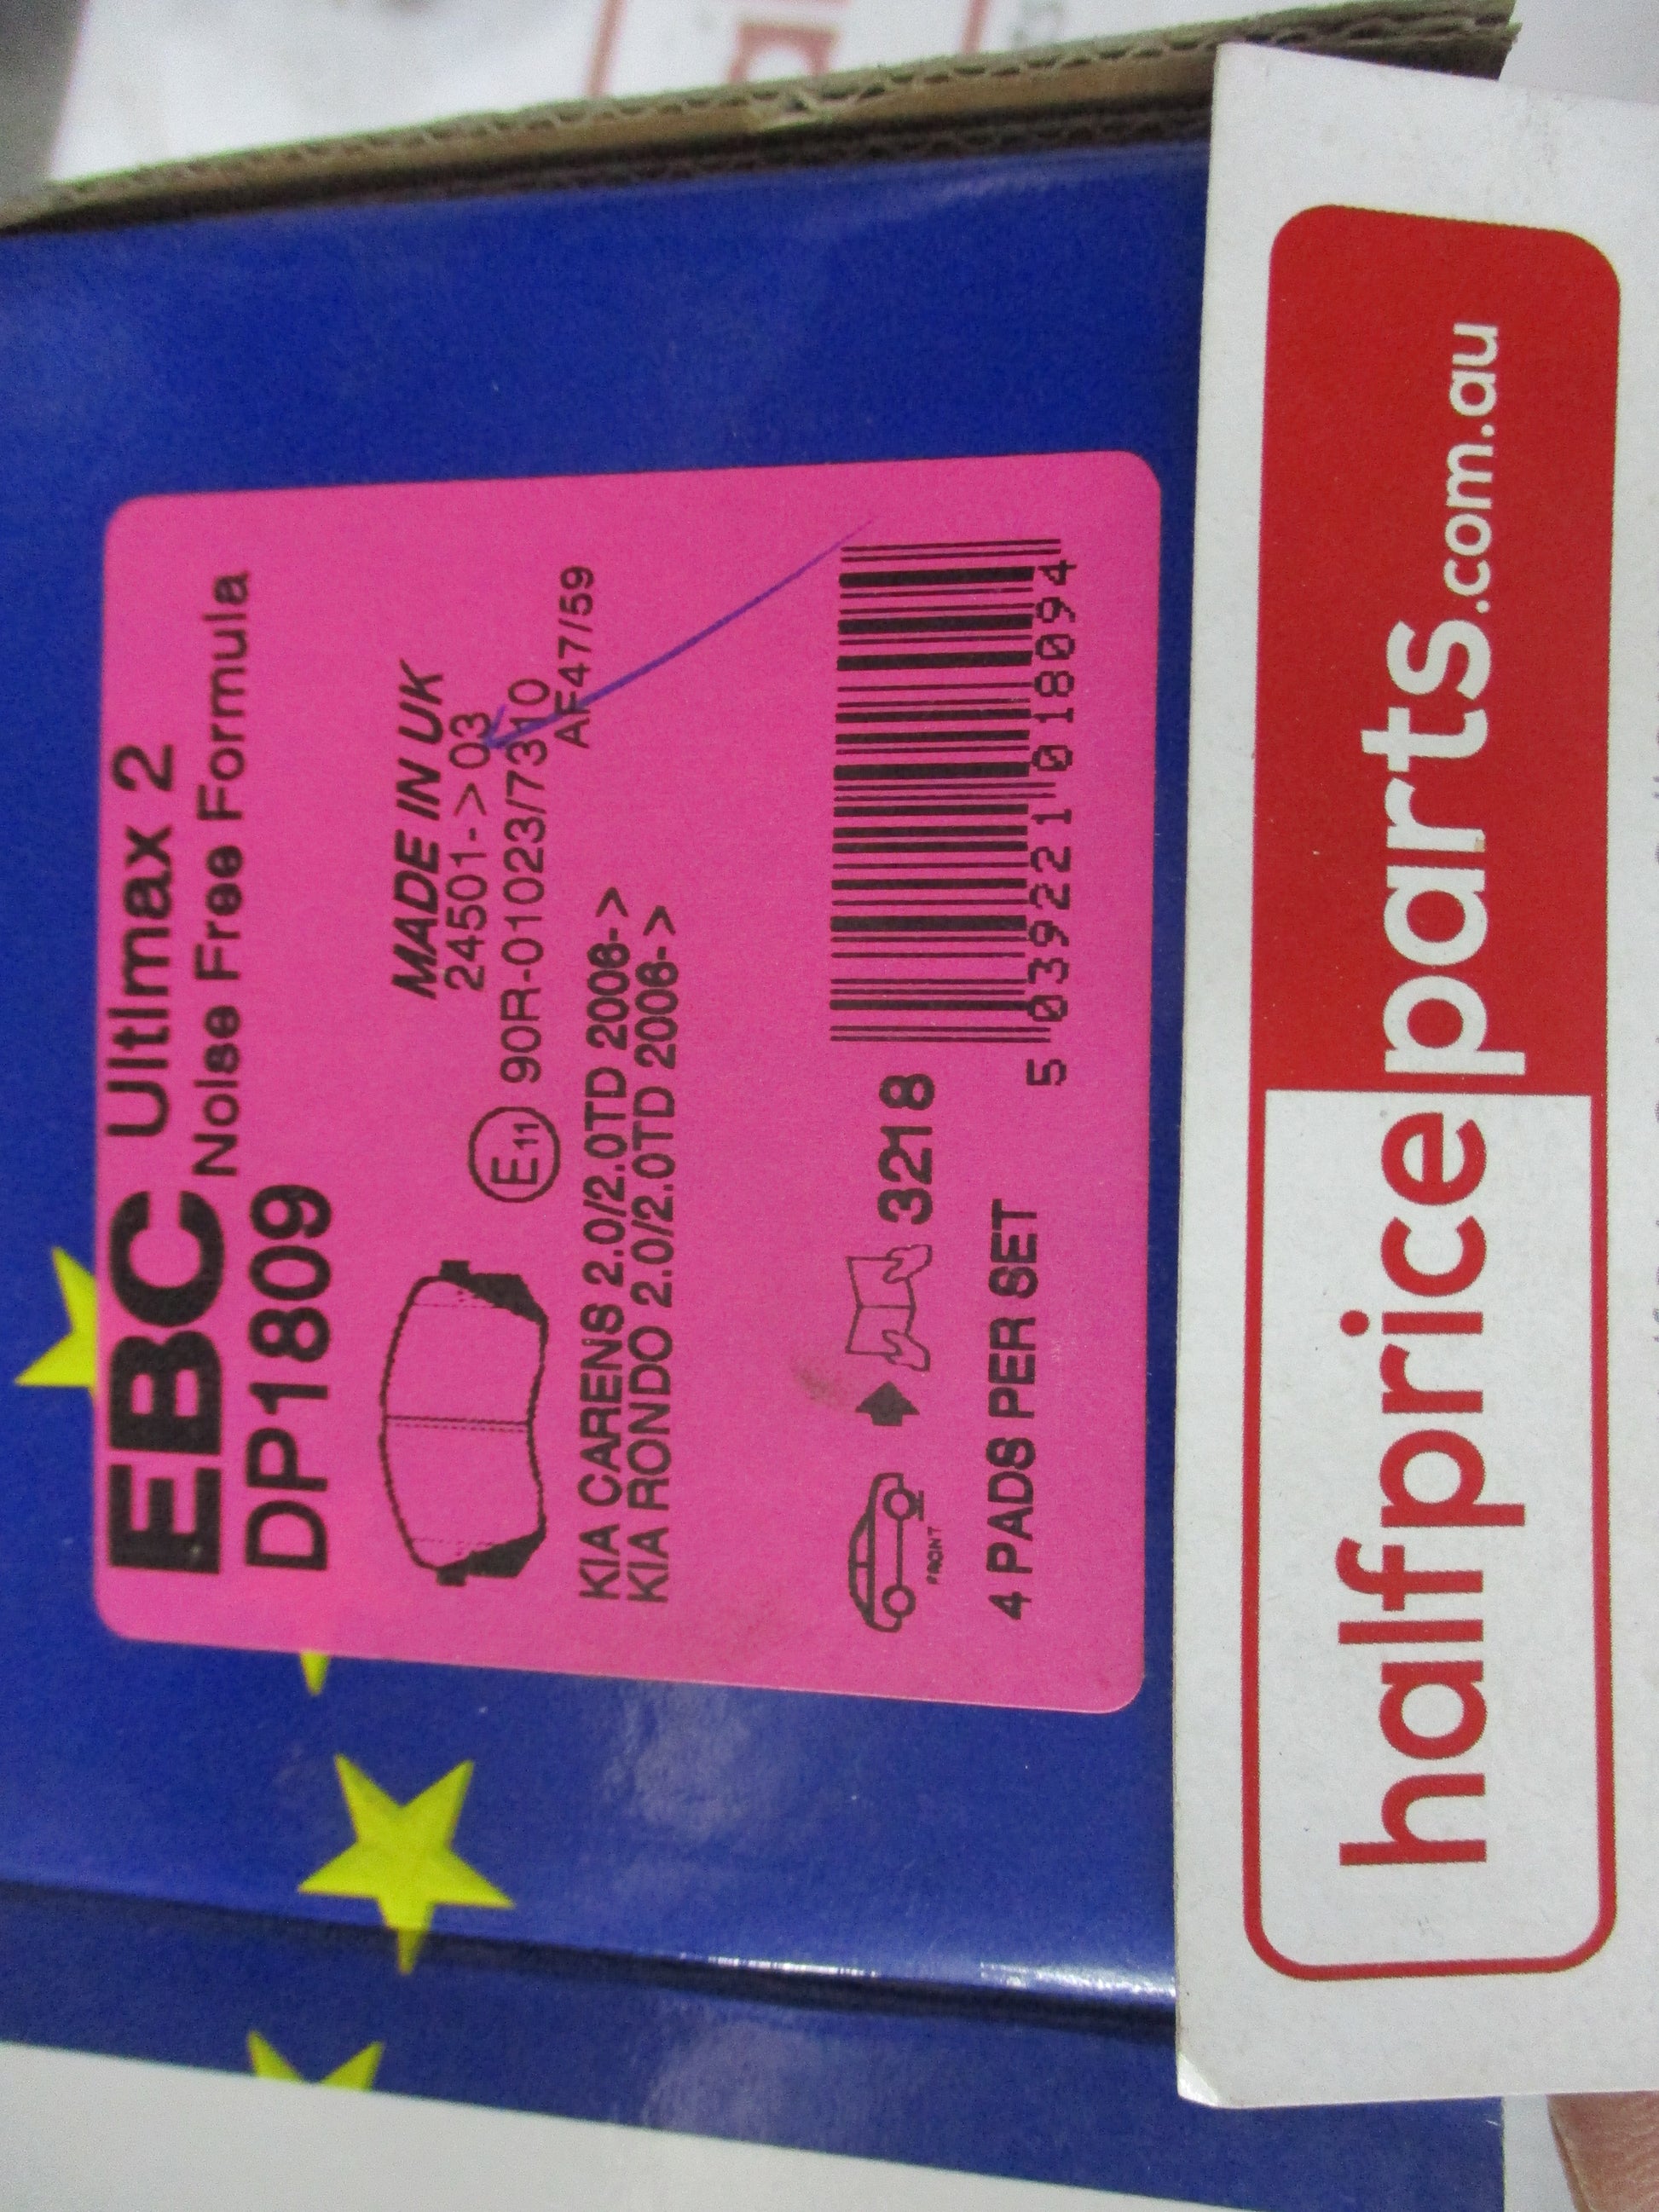 EBC Ultimax 2
Noise Free Formula
DP1809
MADE IN UK
24501->03
E11 90R-01023/7310
AF47/59
KIA CARENS 2.0/2.0TD 2006->
KIA RONDO 2.0/2.0TD 2006->
FRONT
3218
4 PADS PER SET
5 039221 018094
halfpriceparts.com.au